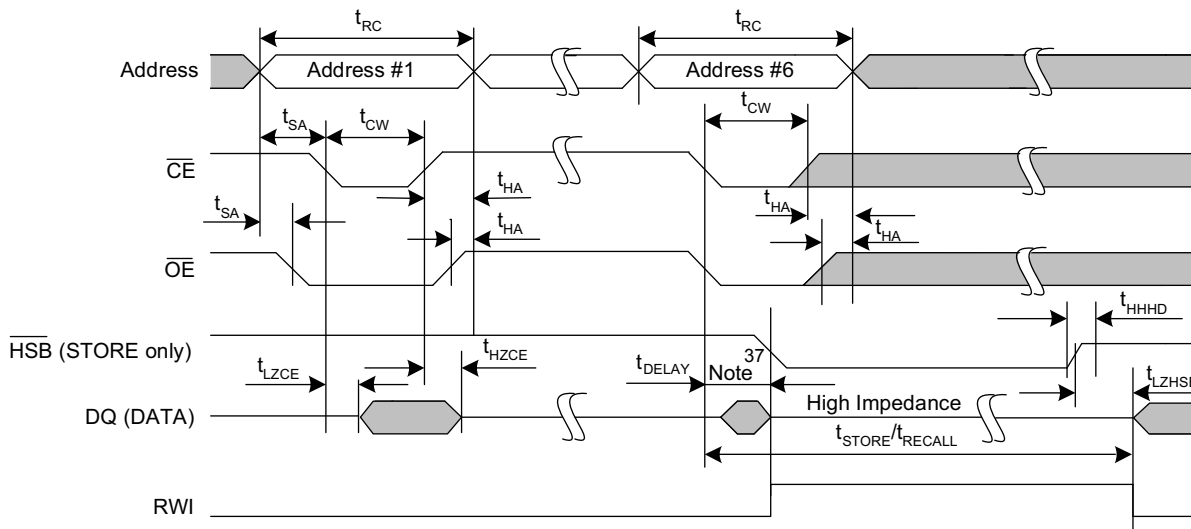 tRC
tRC
Address
Address #1
Address #6
tCW
tSA
tCW
CE
tHA
tSA
tHA
tHA
tHA
OE
tHHHD
HSB (STORE only)
tHZCE
tLZCE
tDELAY
Note 37
tLZHSB
DQ (DATA)
High Impedance
tSTORE/tRECALL
RWI